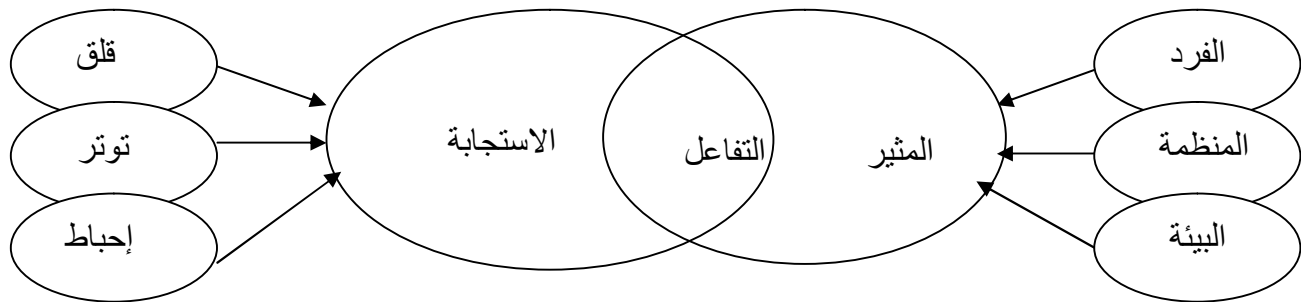 الفرد
المنظمة
البيئة
المثير
التفاعل
الاستجابة
قلق
توتر
إحباط